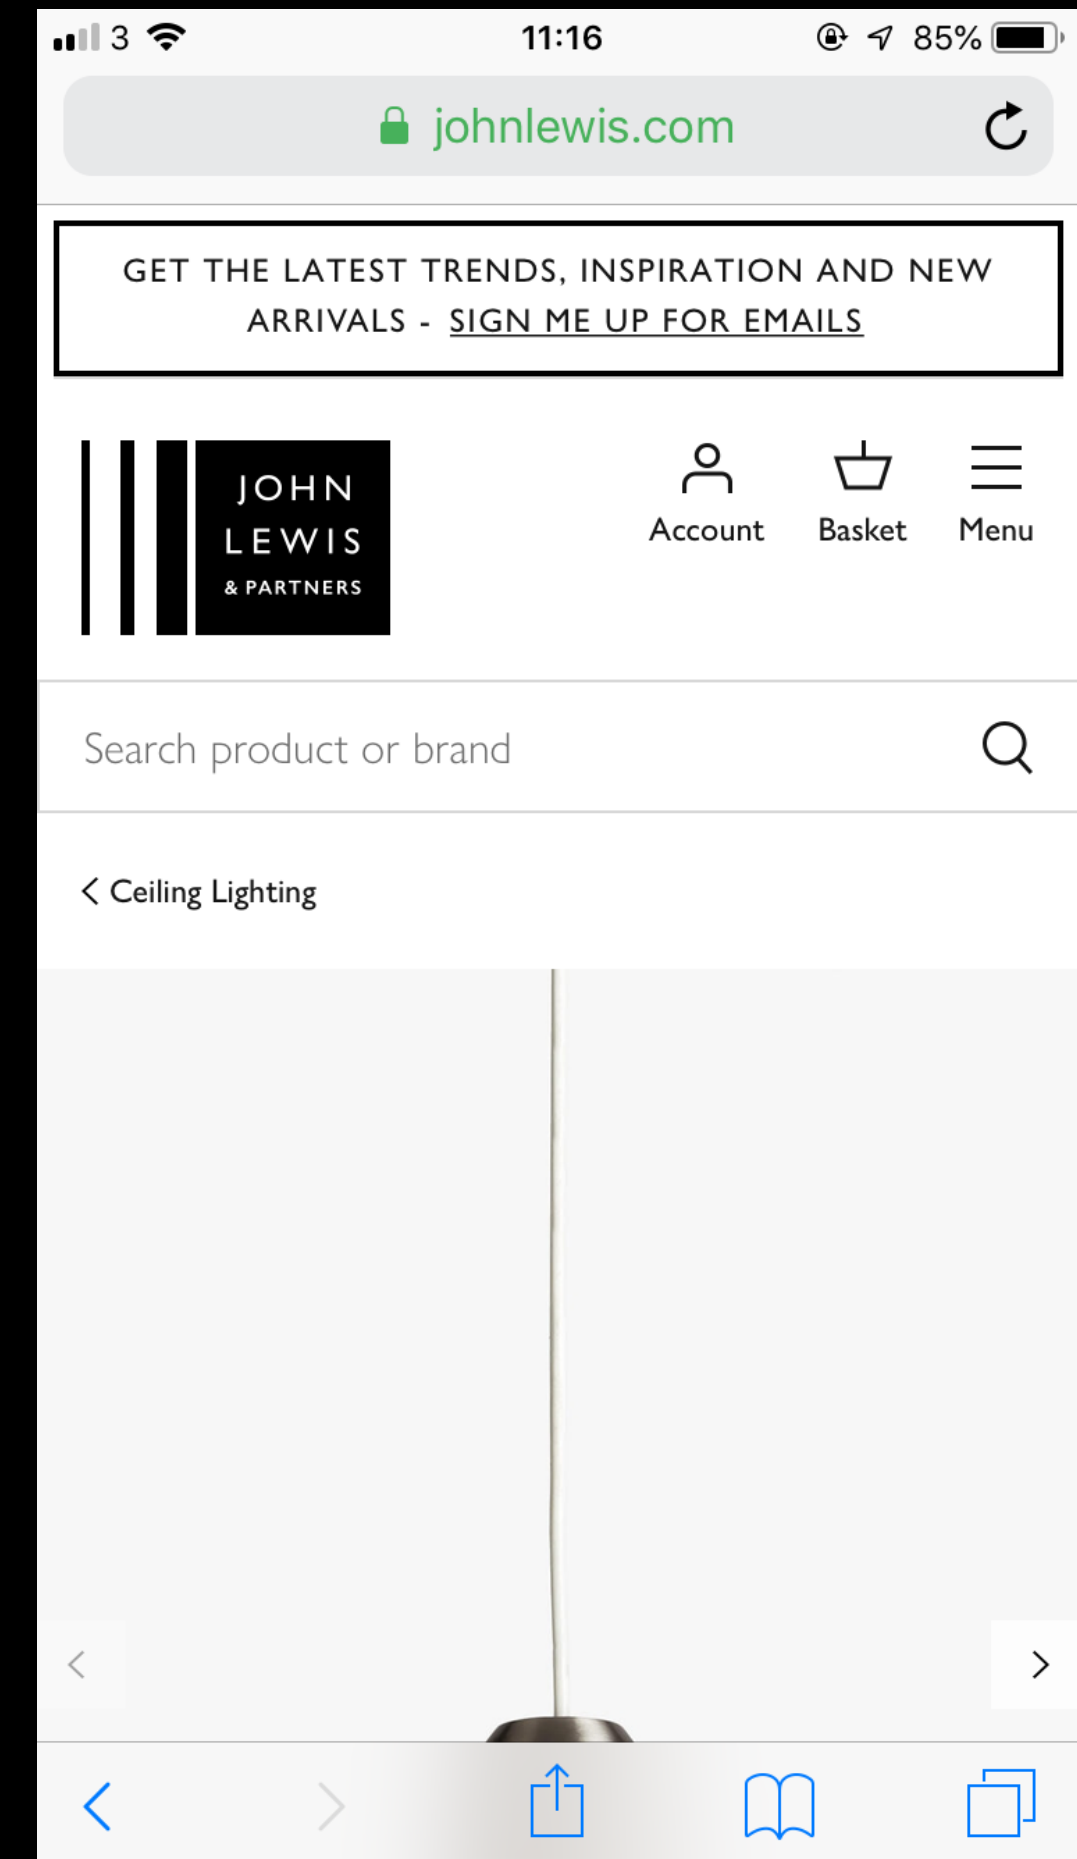 3 11:16 85%
johnlewis.com
GET THE LATEST TRENDS, INSPIRATION AND NEW
ARRIVALS - SIGN ME UP FOR EMAILS
JOHN
LEWIS
& PARTNERS
Account Basket Menu
Search product or brand
Ceiling Lighting